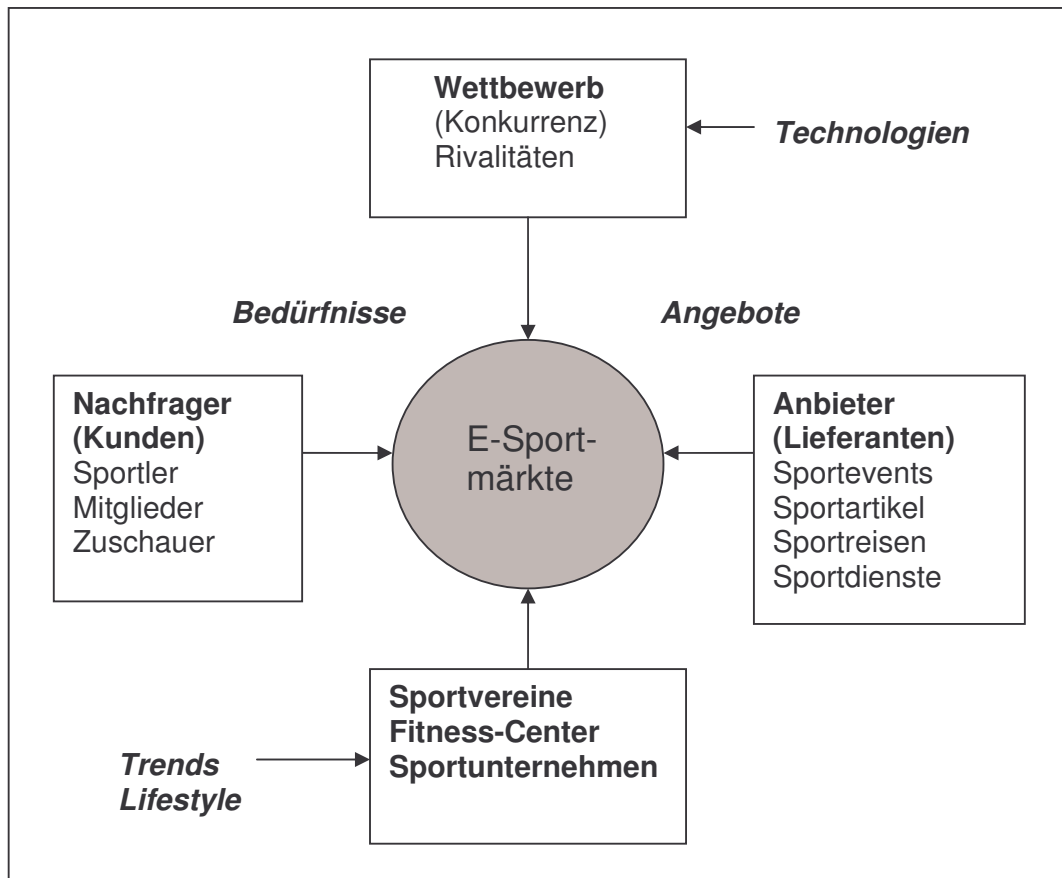 Wettbewerb
(Konkurrenz)
Rivalitäten
Technologien
Bedürfnisse
Angebote
Nachfrager
(Kunden)
Sportler
Mitglieder
Zuschauer
E-Sport-
märkte
Anbieter
(Lieferanten)
Sportevents
Sportartikel
Sportreisen
Sportdienste
Sportvereine
Fitness-Center
Sportunternehmen
Trends
Lifestyle